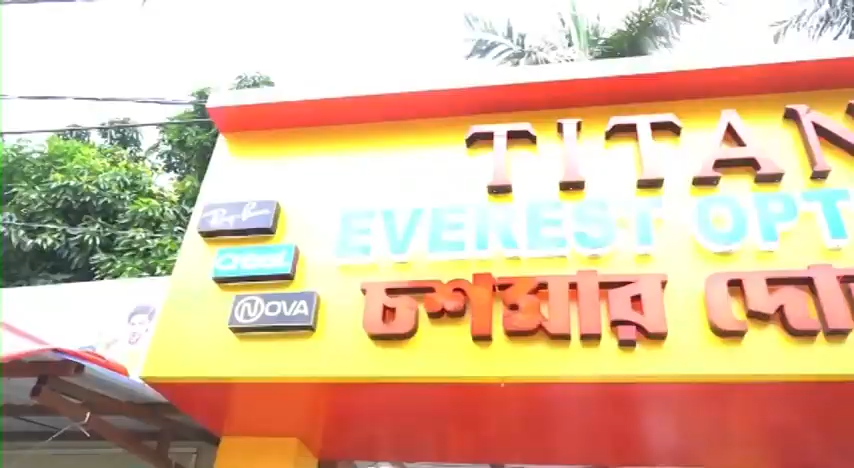 TITAN
EVEREST OPT
চশমার দো
Ray-Ban
Crizal
NOVA